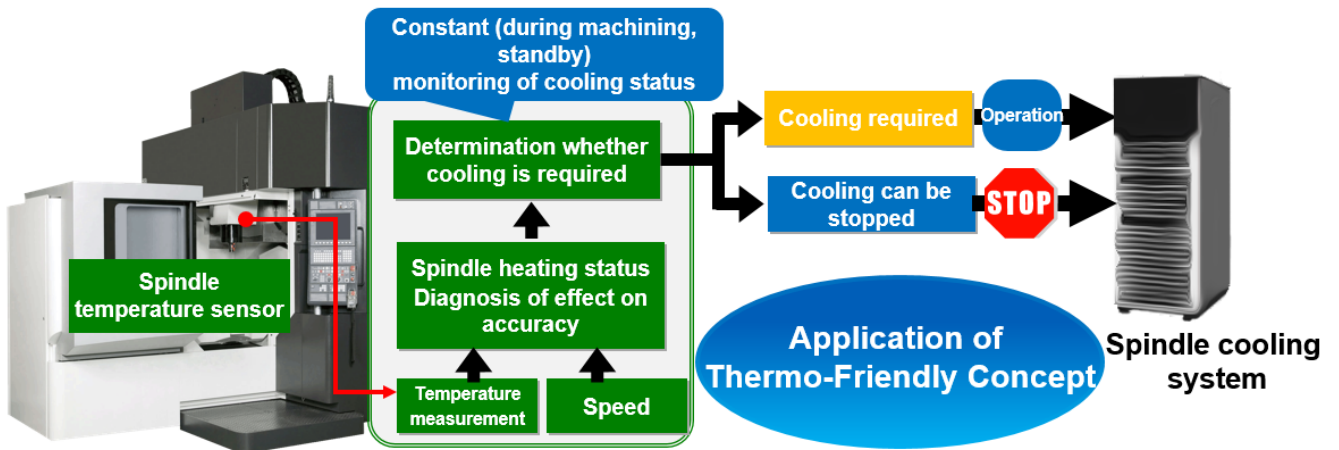 Constant (during machining,
standby)
monitoring of cooling status
Determination whether
cooling is required
Cooling required
Operation
Cooling can be
stopped
STOP
Spindle
temperature sensor
Spindle heating status
Diagnosis of effect on
accuracy
Temperature
measurement
Speed
Application of
Thermo-Friendly Concept
Spindle cooling
system